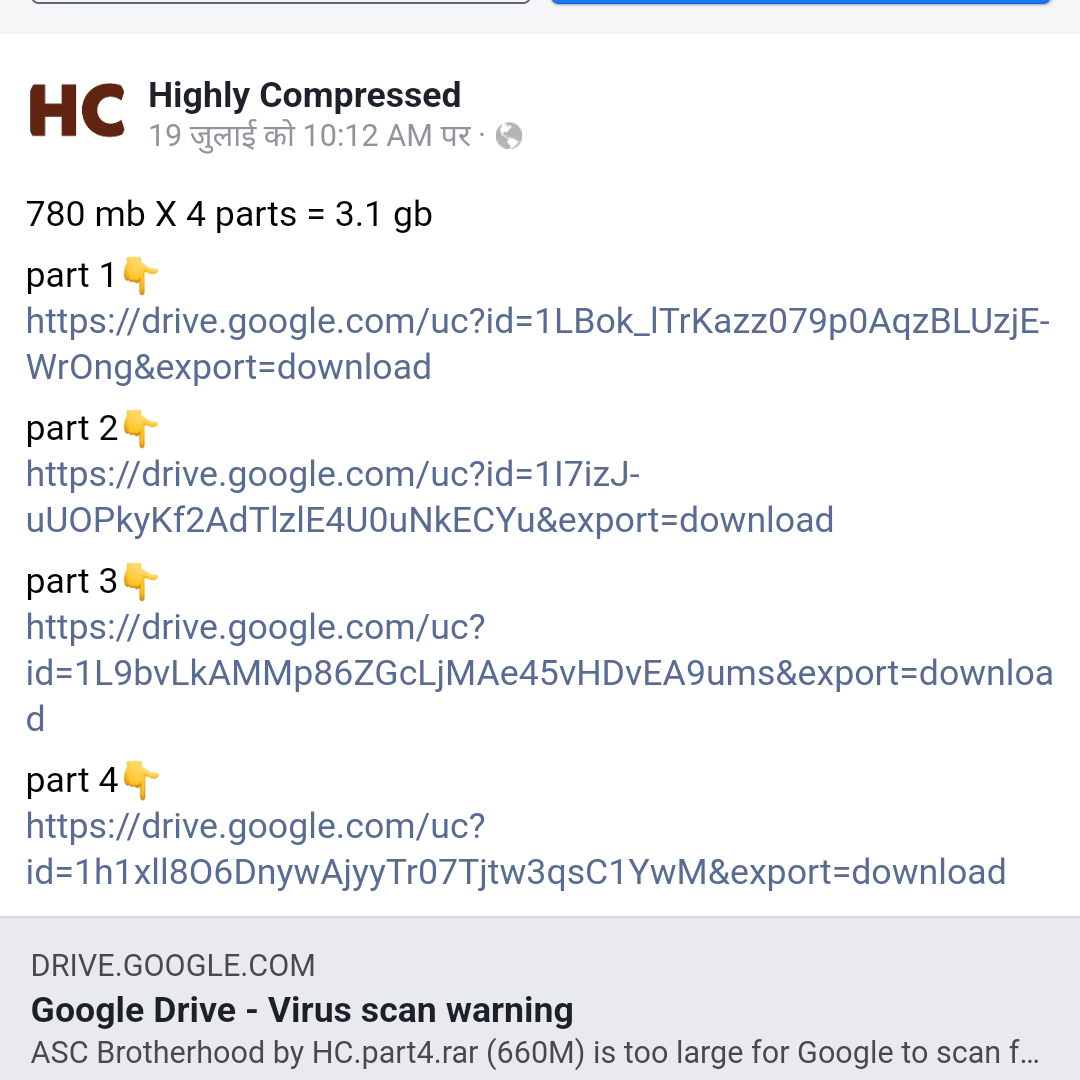 HC
Highly Compressed
19 जुलाई को 10:12 AM पर ·
780 mb X 4 parts = 3.1 gb
part 1👇
https://drive.google.com/uc?id=1LBok_lTrKazz079p0AqzBLUzjE-
WrOng&export=download
part 2👇
https://drive.google.com/uc?id=1l7izJ-
uUOPkyKf2AdTlzlE4U0uNkECYu&export=download
part 3👇
https://drive.google.com/uc?
id=1L9bvLkAMMp86ZGcLjMAe45vHDvEA9ums&export=downloa
d
part 4👇
https://drive.google.com/uc?
id=1h1xll8O6DnywAjyyTr07Tjtw3qsC1YwM&export=download
DRIVE.GOOGLE.COM
Google Drive - Virus scan warning
ASC Brotherhood by HC.part4.rar (660M) is too large for Google to scan f...